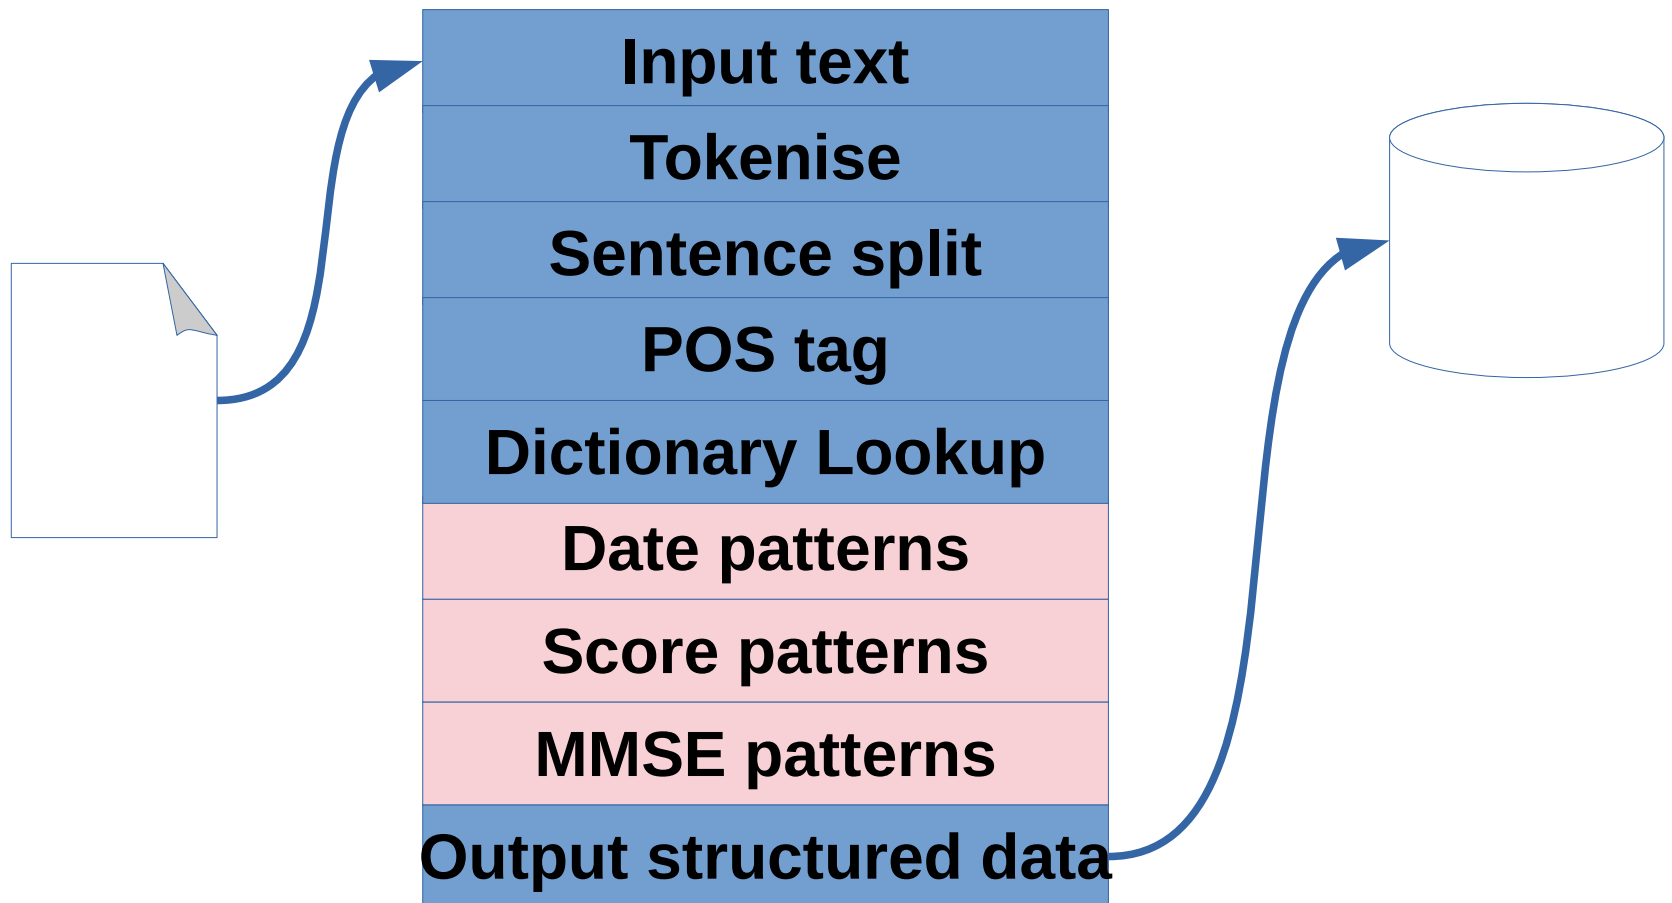 Input text
Tokenise
Sentence split
POS tag
Dictionary Lookup
Date patterns
Score patterns
MMSE patterns
Output structured data